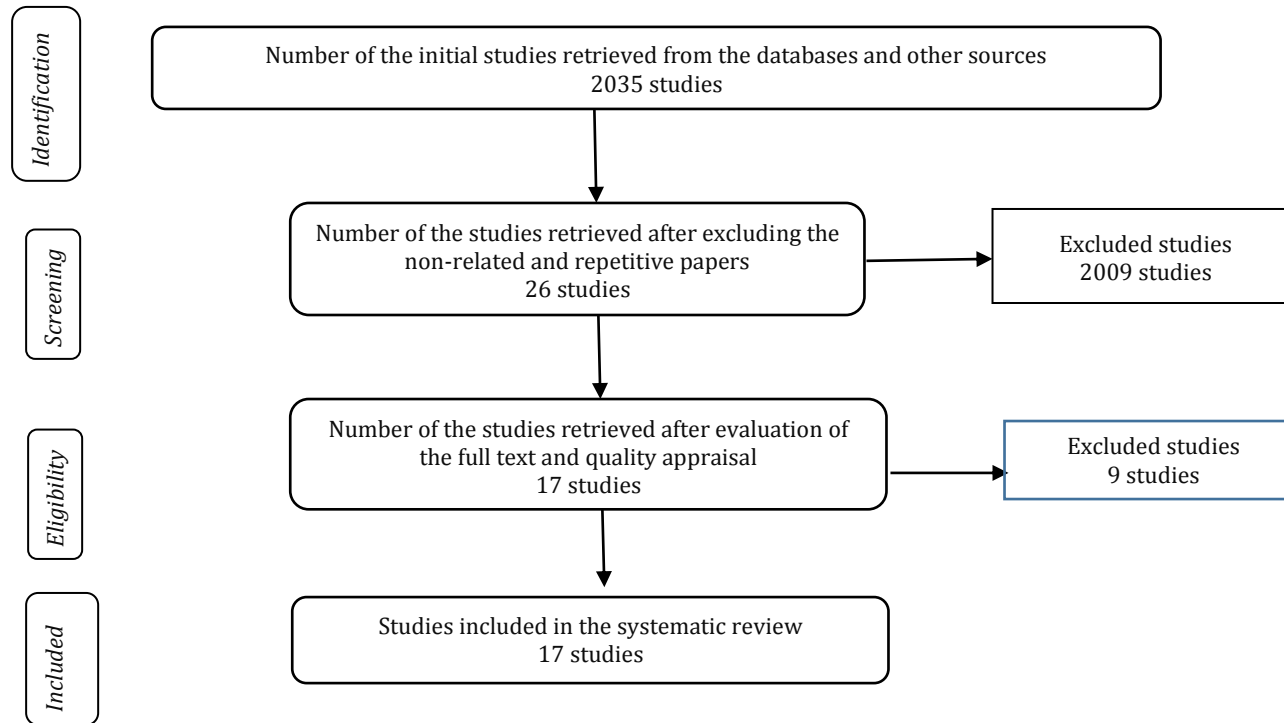 Identification
Number of the initial studies retrieved from the databases and other sources
2035 studies
Screening
Number of the studies retrieved after excluding the
non-related and repetitive papers
26 studies
Excluded studies
2009 studies
Eligibility
Number of the studies retrieved after evaluation of
the full text and quality appraisal
17 studies
Excluded studies
9 studies
Included
Studies included in the systematic review
17 studies